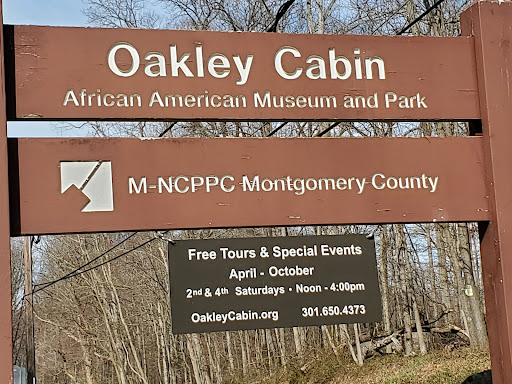 Oakley Cabin
African American Museum and Park
M-NCPPC Montgomery County
Free Tours & Special Events
April - October
2nd & 4th Saturdays • Noon - 4:00pm
OakleyCabin.org 301.650.4373